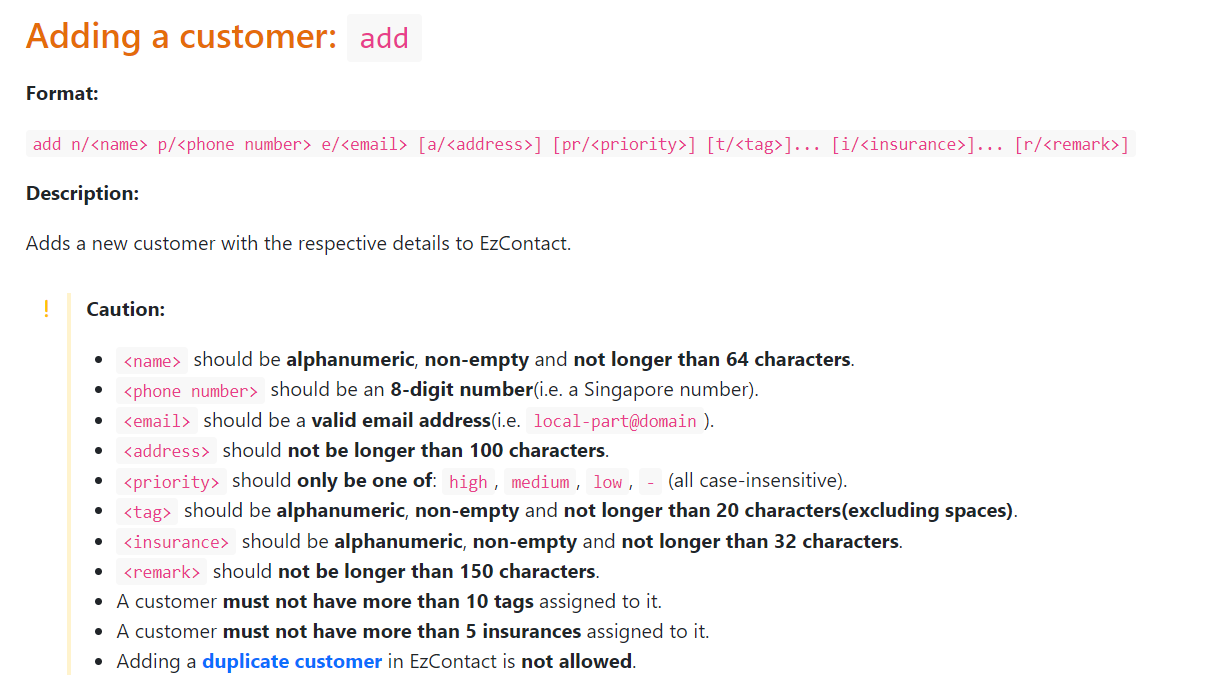 Adding a customer: add
Format:
add n/<name> p/<phone number> e/<email> [a/<address>] [pr/<priority>] [t/<tag>]... [i/<insurance>]... [r/<remark>]
Description:
Adds a new customer with the respective details to EzContact.
!
Caution:
<name> should be alphanumeric, non-empty and not longer than 64 characters.
<phone number> should be an 8-digit number(i.e. a Singapore number).
<email> should be a valid email address(i.e. local-part@domain ).
<address> should not be longer than 100 characters.
<priority> should only be one of: high , medium , low , - (all case-insensitive).
<tag> should be alphanumeric, non-empty and not longer than 20 characters(excluding spaces).
<insurance> should be alphanumeric, non-empty and not longer than 32 characters.
<remark> should not be longer than 150 characters.
A customer must not have more than 10 tags assigned to it.
A customer must not have more than 5 insurances assigned to it.
Adding a duplicate customer in EzContact is not allowed.